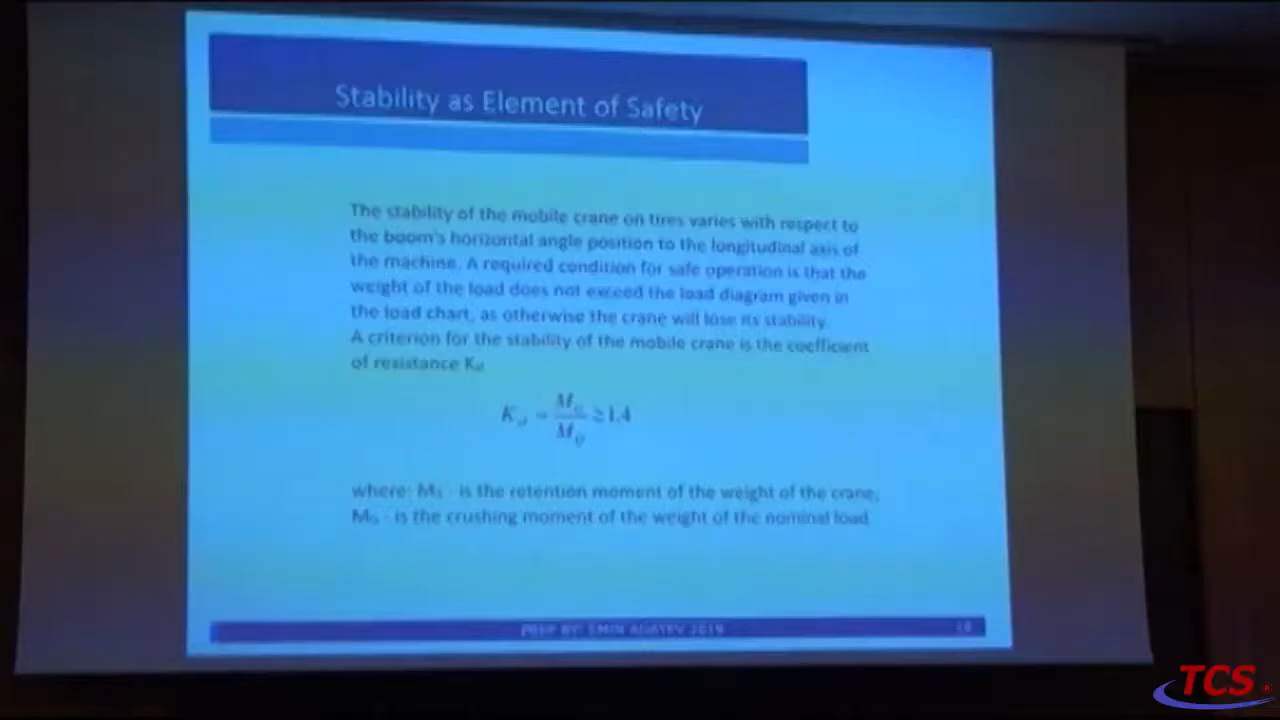 Stability as Element of Safety
The stability of the mobile crane on tires varies with respect to
the boom's horizontal angle position to the longitudinal axis of
the machine. A required condition for safe operation is that the
weight of the load does not exceed the load diagram given in
the load chart, as otherwise the crane will lose its stability.
A criterion for the stability of the mobile crane is the coefficient
of resistance K
K = M / M_Q ≥ 1.4
where: M - is the retention moment of the weight of the crane,
M - is the crushing moment of the weight of the nominal load
PREP BY: EMIN 2019
TCS